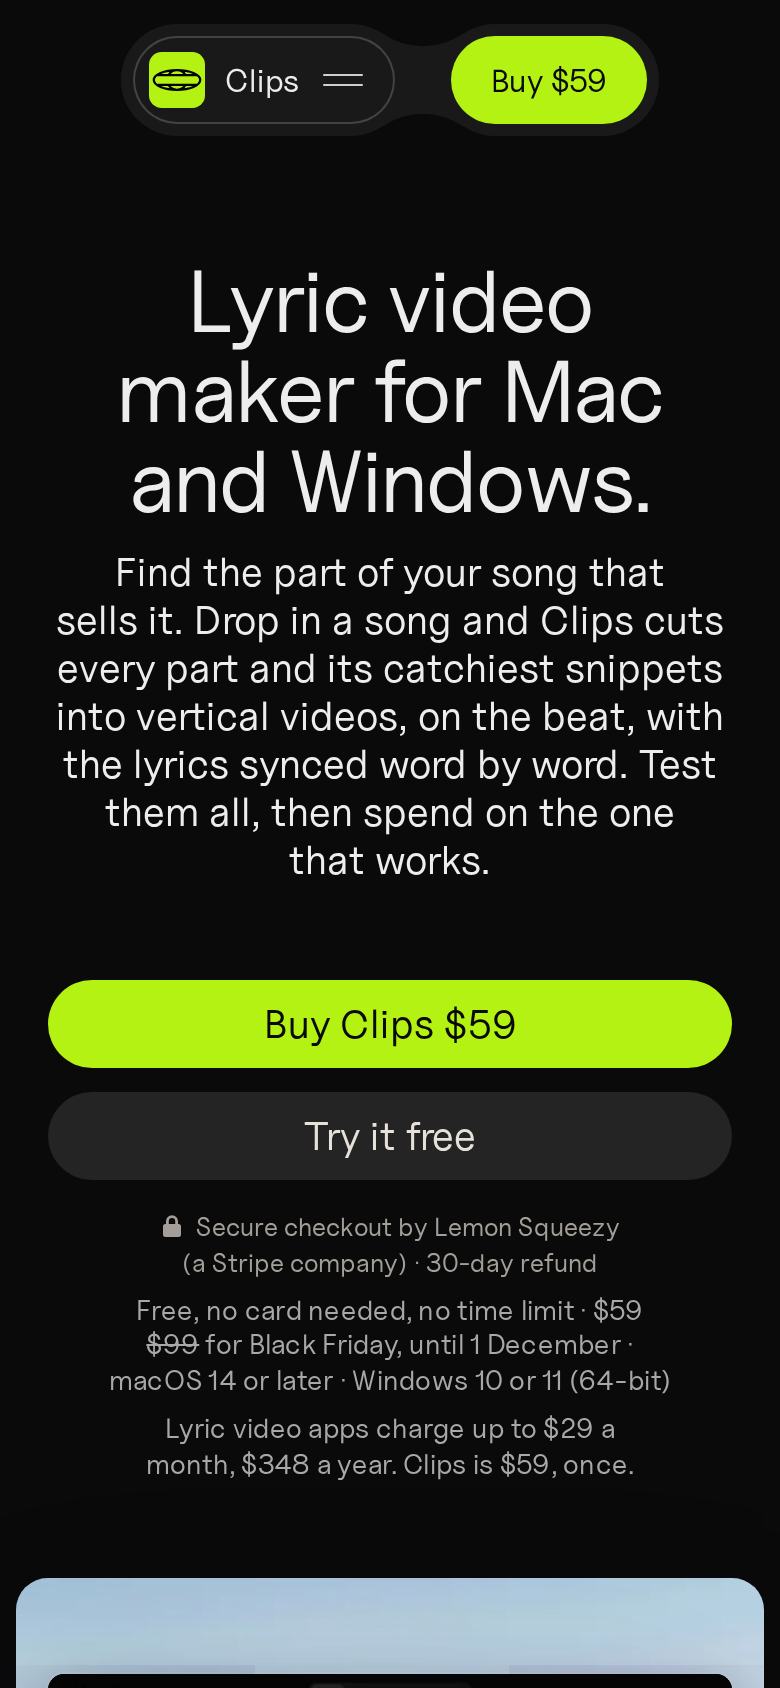 Clips
Buy $59
Lyric video
maker for Mac
and Windows.
Find the part of your song that
sells it. Drop in a song and Clips cuts
every part and its catchiest snippets
into vertical videos, on the beat, with
the lyrics synced word by word. Test
them all, then spend on the one
that works.
Buy Clips $59
Try it free
Secure checkout by Lemon Squeezy
(a Stripe company) · 30-day refund
Free, no card needed, no time limit · $59
$99 for Black Friday, until 1 December ·
macOS 14 or later · Windows 10 or 11 (64-bit)
Lyric video apps charge up to $29 a
month, $348 a year. Clips is $59, once.